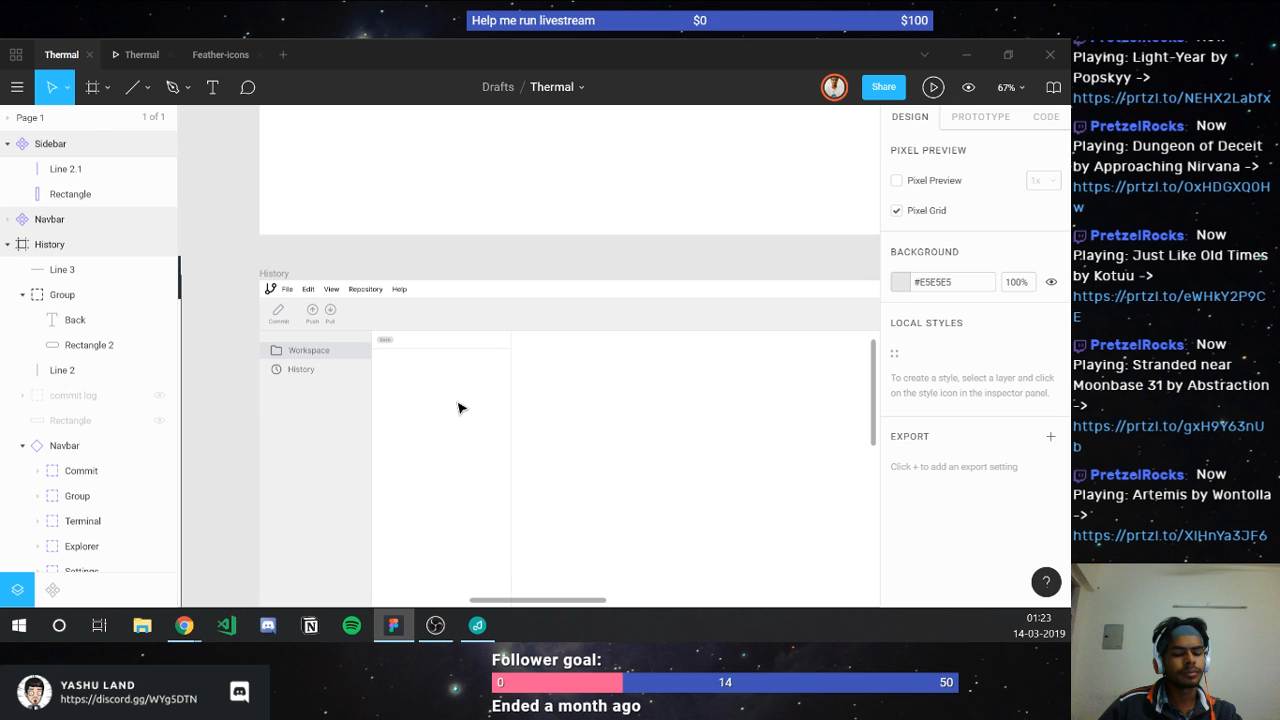 Help me run livestream $0 $100
Thermal Thermal Feather-icons
Drafts / Thermal Share 67%
Page 1 1 of 1
Sidebar
Line 2.1
Rectangle
Navbar
History
Line 3
Group
Back
Rectangle 2
Line 2
commit log
Rectangle
Navbar
Commit
Group
Terminal
Explorer
Settings
History
File Edit View Repository Help
Commit Push Pull
Workspace
Back
History
DESIGN PROTOTYPE CODE
PIXEL PREVIEW
Pixel Preview 1x
Pixel Grid
BACKGROUND
#E5E5E5 100%
LOCAL STYLES
To create a style, select a layer and click
on the style icon in the inspector panel.
EXPORT
Click + to add an export setting
?
01:23
14-03-2019
PretzelRocks: Now
Playing: Light-Year by
Popskyy ->
https://prtzl.to/NEHX2Labfx
PretzelRocks: Now
Playing: Dungeon of Deceit
by Approaching Nirvana ->
https://prtzl.to/OxHDGXQ0H
w
PretzelRocks: Now
Playing: Just Like Old Times
by Kotuu ->
https://prtzl.to/eWHkY2P9C
E
PretzelRocks: Now
Playing: Stranded near
Moonbase 31 by Abstraction
->
https://prtzl.to/gxH9Y63nU
b
PretzelRocks: Now
Playing: Artemis by Wontolla
->
https://prtzl.to/XlHnYa3JF6
YASHU LAND
https://discord.gg/WYg5DTN
Follower goal:
0 14 50
Ended a month ago